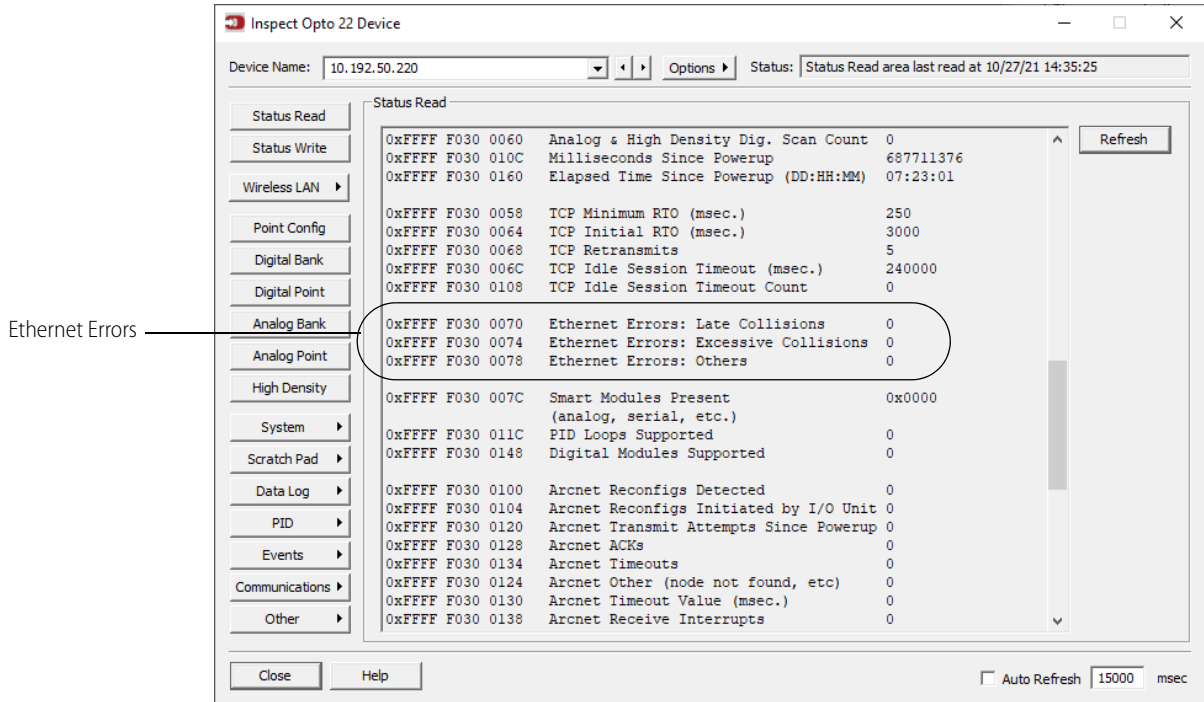 Inspect Opto 22 Device
Device Name: 10.192.50.220 Options Status: Status Read area last read at 10/27/21 14:35:25
Status Read
Status Write
Wireless LAN
Point Config
Digital Bank
Digital Point
Analog Bank
Analog Point
High Density
System
Scratch Pad
Data Log
PID
Events
Communications
Other
Ethernet Errors
Status Read
0xFFFF F030 0060 Analog & High Density Dig. Scan Count 0
0xFFFF F030 010C Milliseconds Since Powerup 687711376
0xFFFF F030 0160 Elapsed Time Since Powerup (DD:HH:MM) 07:23:01
0xFFFF F030 0058 TCP Minimum RTO (msec.) 250
0xFFFF F030 0064 TCP Initial RTO (msec.) 3000
0xFFFF F030 0068 TCP Retransmits 5
0xFFFF F030 006C TCP Idle Session Timeout (msec.) 240000
0xFFFF F030 0108 TCP Idle Session Timeout Count 0
0xFFFF F030 0070 Ethernet Errors: Late Collisions 0
0xFFFF F030 0074 Ethernet Errors: Excessive Collisions 0
0xFFFF F030 0078 Ethernet Errors: Others 0
0xFFFF F030 007C Smart Modules Present 0x0000
(analog, serial, etc.)
0xFFFF F030 011C PID Loops Supported 0
0xFFFF F030 0148 Digital Modules Supported 0
0xFFFF F030 0100 Arcnet Reconfigs Detected 0
0xFFFF F030 0104 Arcnet Reconfigs Initiated by I/O Unit 0
0xFFFF F030 0120 Arcnet Transmit Attempts Since Powerup 0
0xFFFF F030 0128 Arcnet ACKs 0
0xFFFF F030 0134 Arcnet Timeouts 0
0xFFFF F030 0124 Arcnet Other (node not found, etc) 0
0xFFFF F030 0130 Arcnet Timeout Value (msec.) 0
0xFFFF F030 0138 Arcnet Receive Interrupts 0
Refresh
Close Help Auto Refresh 15000 msec